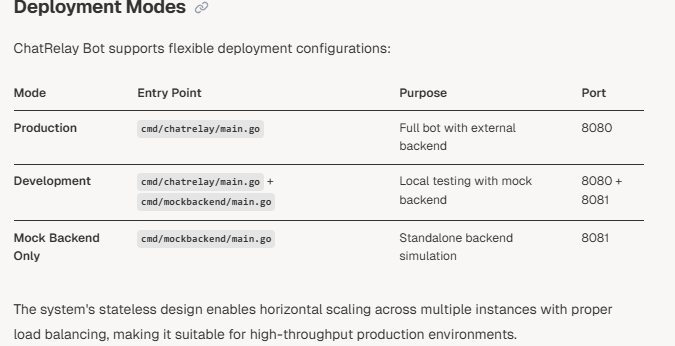 Deployment Modes
ChatRelay Bot supports flexible deployment configurations:
Mode Entry Point Purpose Port
Production cmd/chatrelay/main.go Full bot with external 8080
backend
Development cmd/chatrelay/main.go + Local testing with mock 8080 +
cmd/mockbackend/main.go backend 8081
Mock Backend cmd/mockbackend/main.go Standalone backend 8081
Only simulation
The system's stateless design enables horizontal scaling across multiple instances with proper
load balancing, making it suitable for high-throughput production environments.